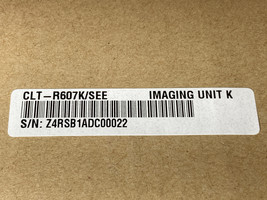 CLT-R607K/SEE IMAGING UNIT K
S/N: Z4RSB1ADC00022